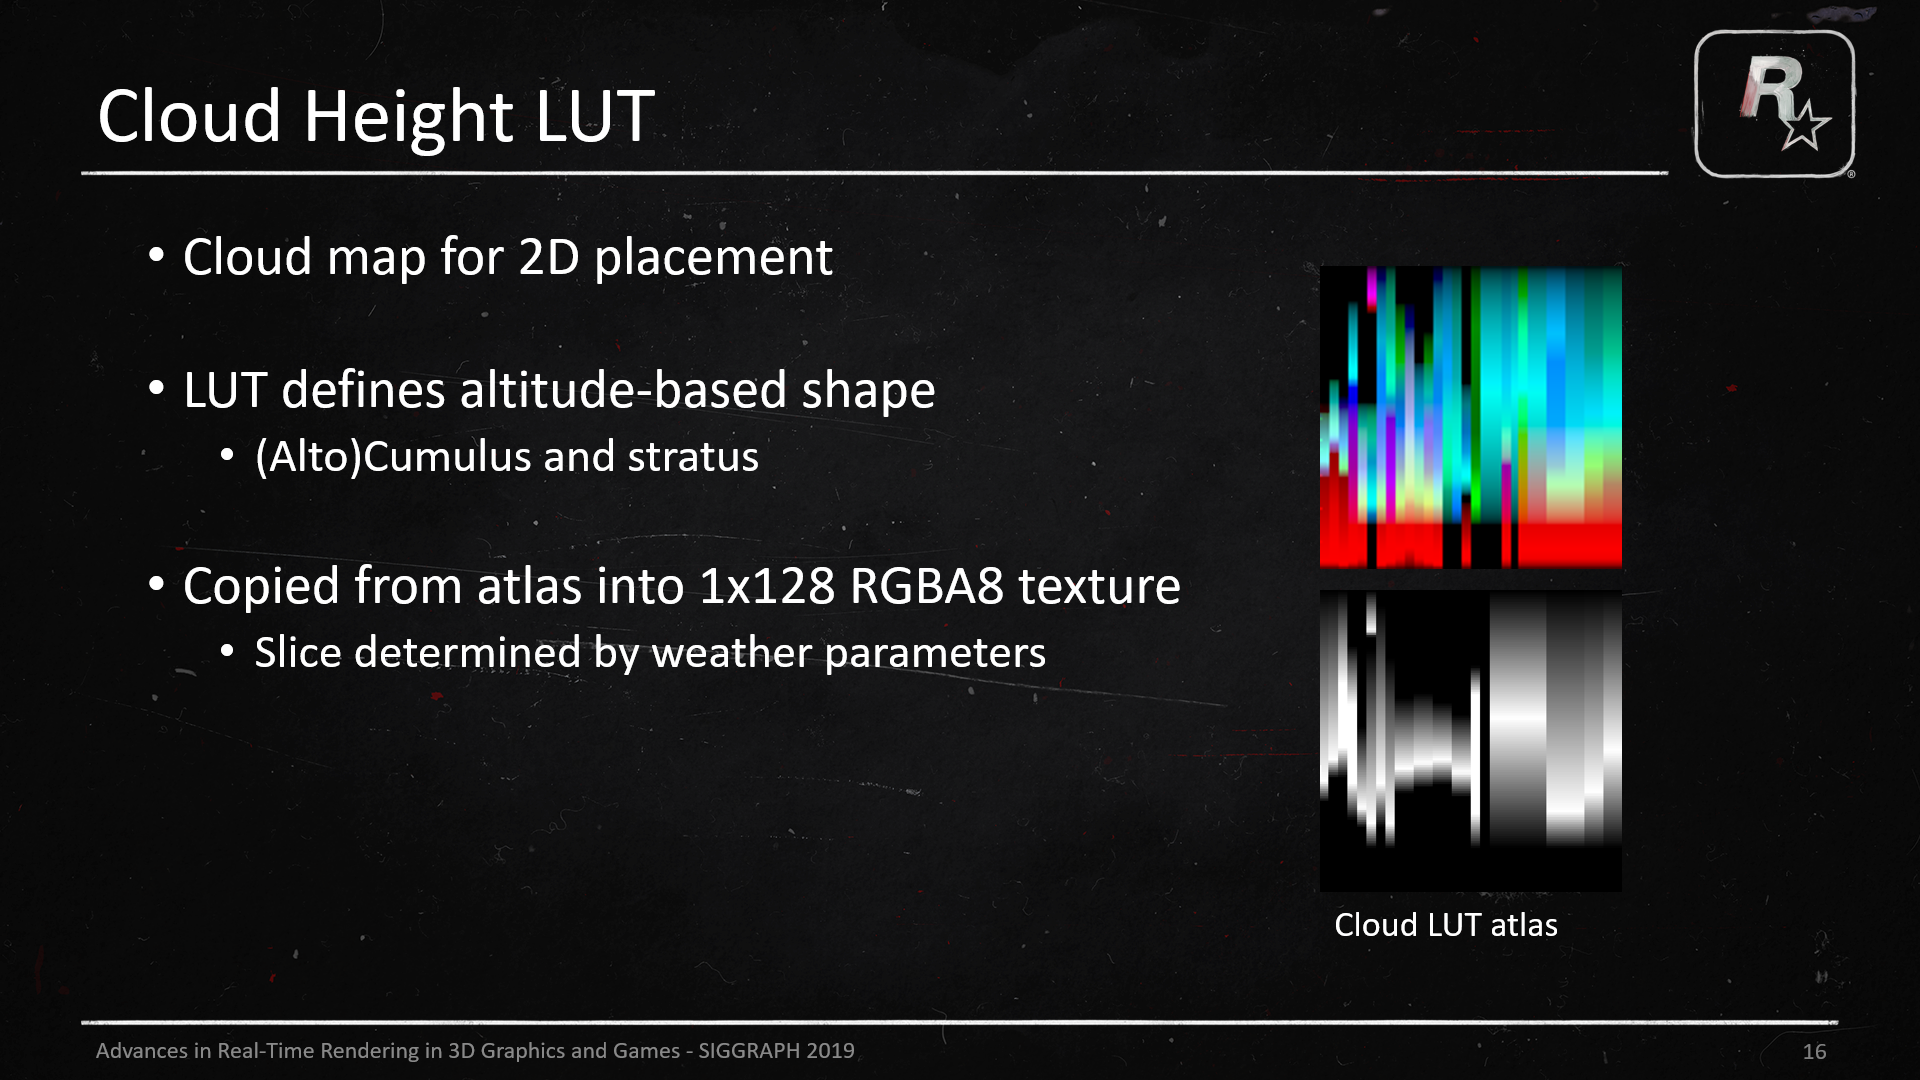 Cloud Height LUT
R
®
• Cloud map for 2D placement
• LUT defines altitude-based shape
• (Alto)Cumulus and stratus
• Copied from atlas into 1x128 RGBA8 texture
• Slice determined by weather parameters
Cloud LUT atlas
Advances in Real-Time Rendering in 3D Graphics and Games - SIGGRAPH 2019
16